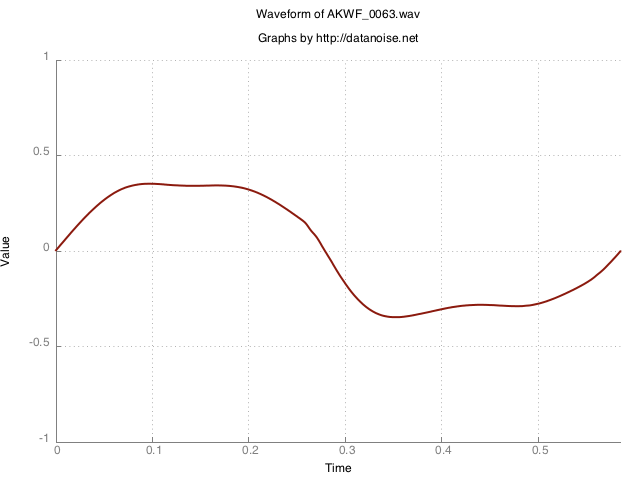 Waveform of AKWF_0063.wav
Graphs by http://datanoise.net
1
0.5
0
-0.5
-1
Value
0 0.1 0.2 0.3 0.4 0.5
Time